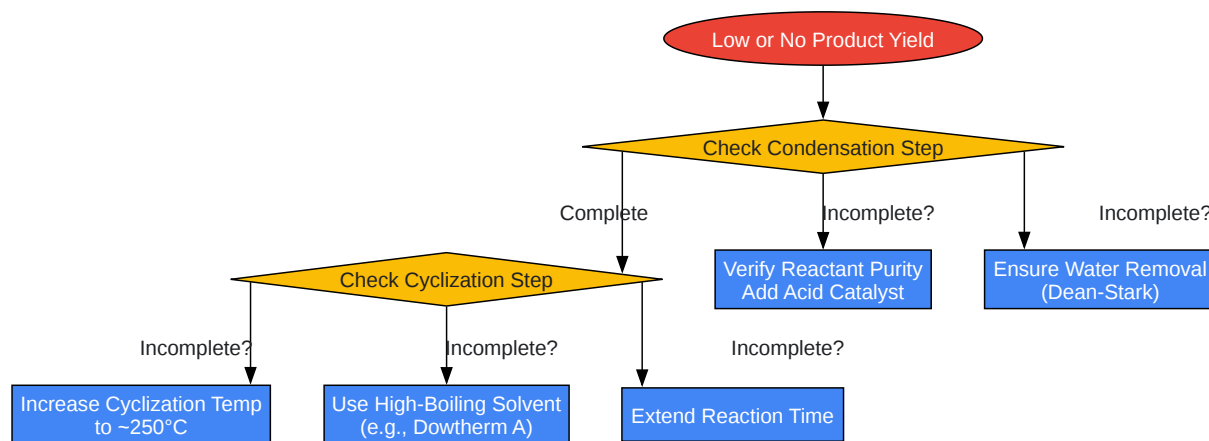 Low or No Product Yield
Check Condensation Step
Complete
Incomplete?
Incomplete?
Verify Reactant Purity
Add Acid Catalyst
Ensure Water Removal
(Dean-Stark)
Check Cyclization Step
Incomplete?
Incomplete?
Incomplete?
Increase Cyclization Temp
to ~250°C
Use High-Boiling Solvent
(e.g., Dowtherm A)
Extend Reaction Time